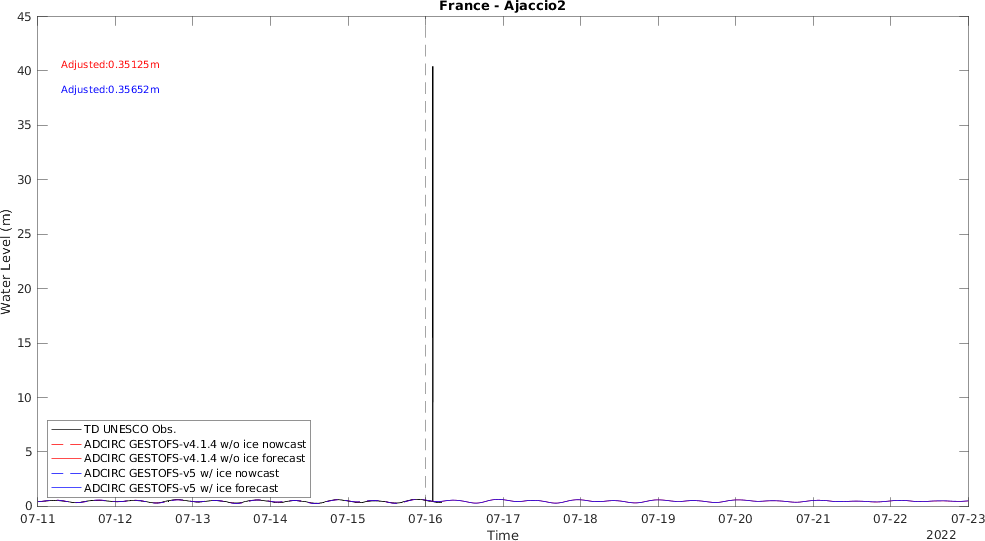 France - Ajaccio2
45
40
35
30
25
20
15
10
5
0
Water Level (m)
Adjusted:0.35125m
Adjusted:0.35652m
TD UNESCO Obs.
ADCIRC GESTOFS-v4.1.4 w/o ice nowcast
ADCIRC GESTOFS-v4.1.4 w/o ice forecast
ADCIRC GESTOFS-v5 w/ ice nowcast
ADCIRC GESTOFS-v5 w/ ice forecast
07-11 07-12 07-13 07-14 07-15 07-16 07-17 07-18 07-19 07-20 07-21 07-22 07-23
Time
2022